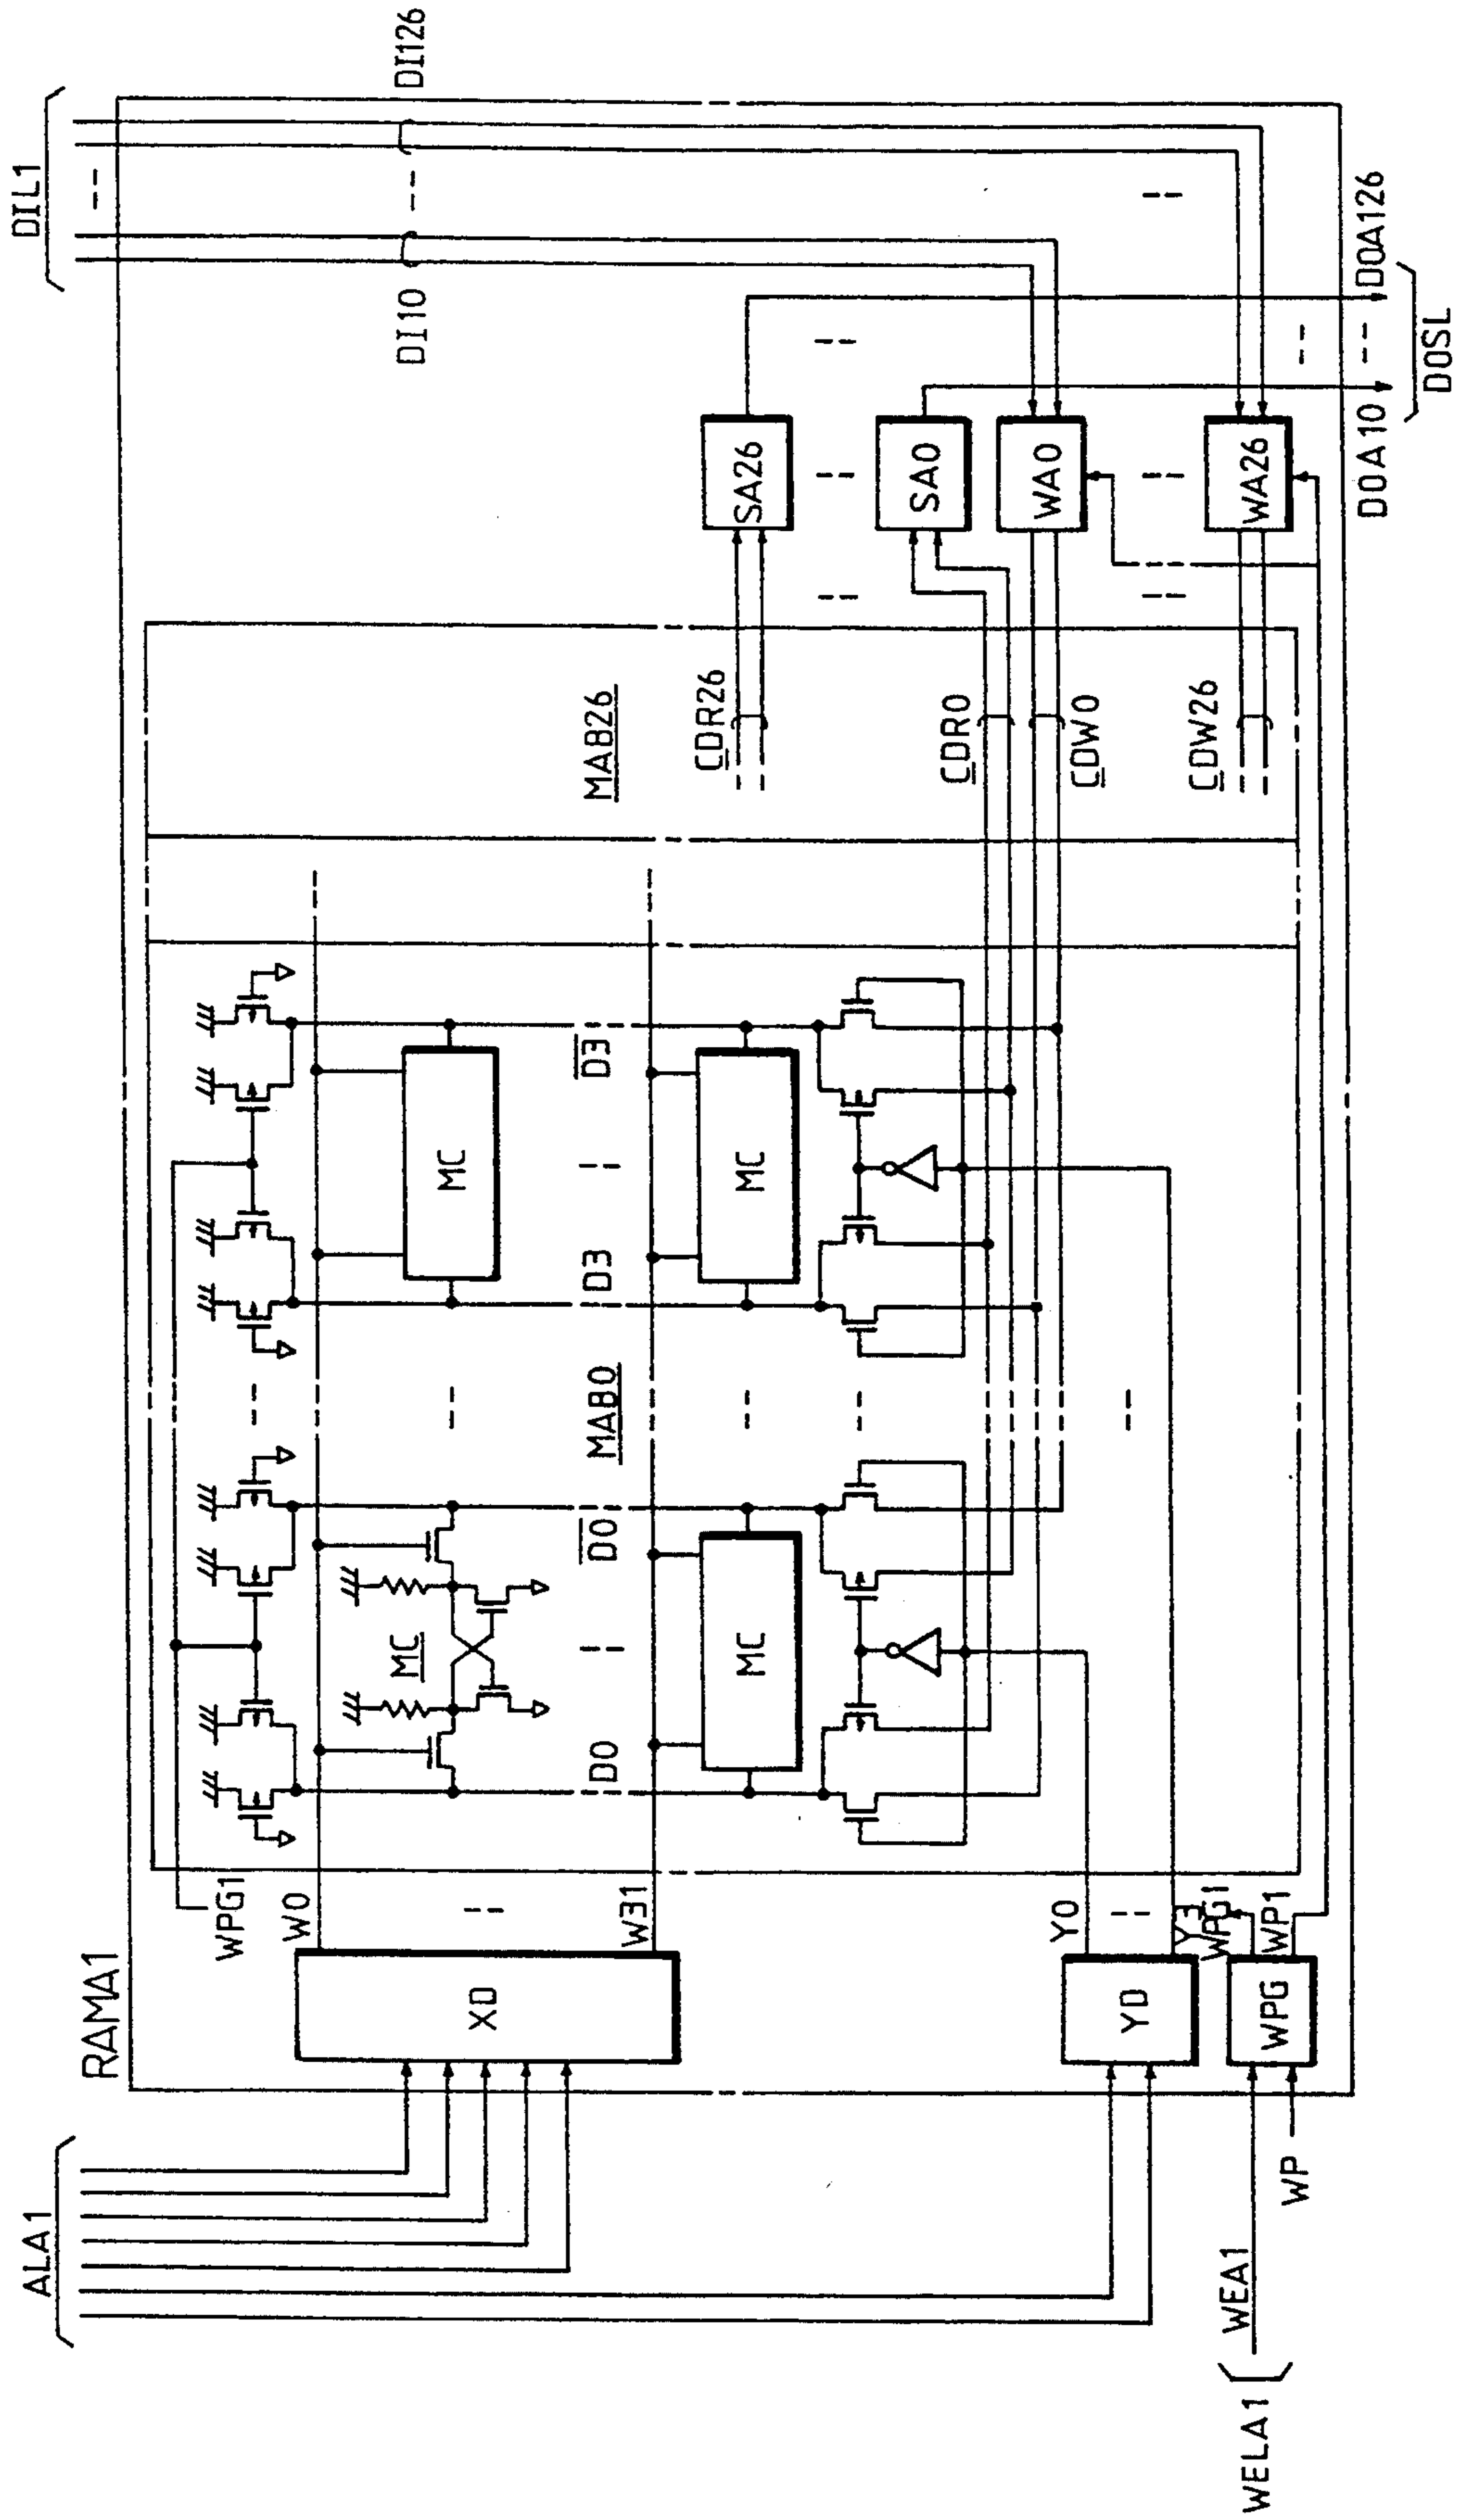 RAMA1
ALA1
DIL1
DI10
DI126
WPG1
W0
W31
XD
MC
MC
D0
D0
D3
D3
MAB0
MAB26
MC
MC
CDR26
CDR0
CDW0
CDW26
SA26
SA0
WA0
WA26
Y0
Y3
YD
WPG1
WP1
WPG
WELA1
WEA1
WP
DOA10
DOA126
DOSL